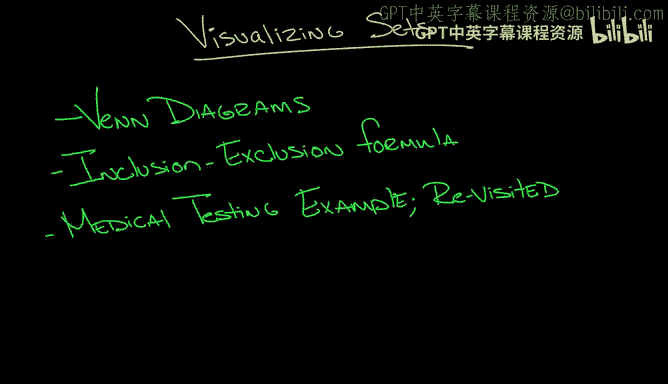 GPT中英字幕课程资源@bilibili.com
Visualizing Sets
GPT中英字幕课程资源 bilibili
- Venn Diagrams
- Inclusion-Exclusion formula
- Medical Testing Example; Re-visited